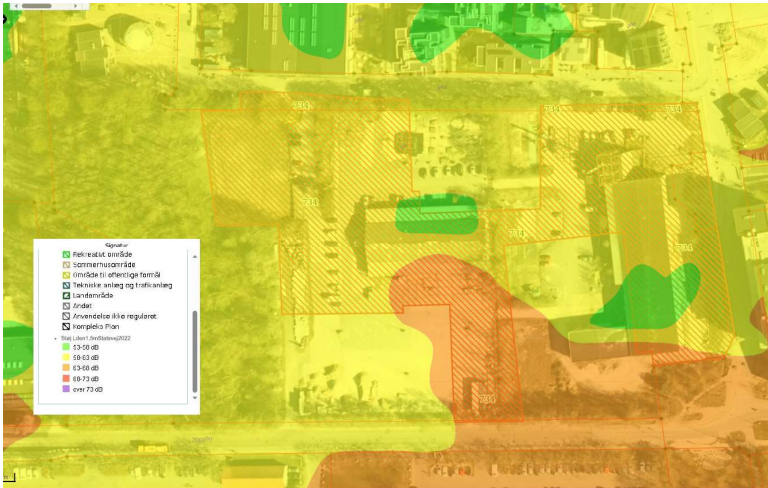 734
734
734
734
734
734
734
Signatur
Rekreativt område
Sommerhusområde
Område til offentlige formål
Tekniske anlæg og trafikanlæg
Landområde
Andet
Anvendelse ikke reguleret
Kompleks Plan
Støj Lden1,5mStatsvej2022
53-58 dB
58-63 dB
63-68 dB
68-73 dB
over 73 dB